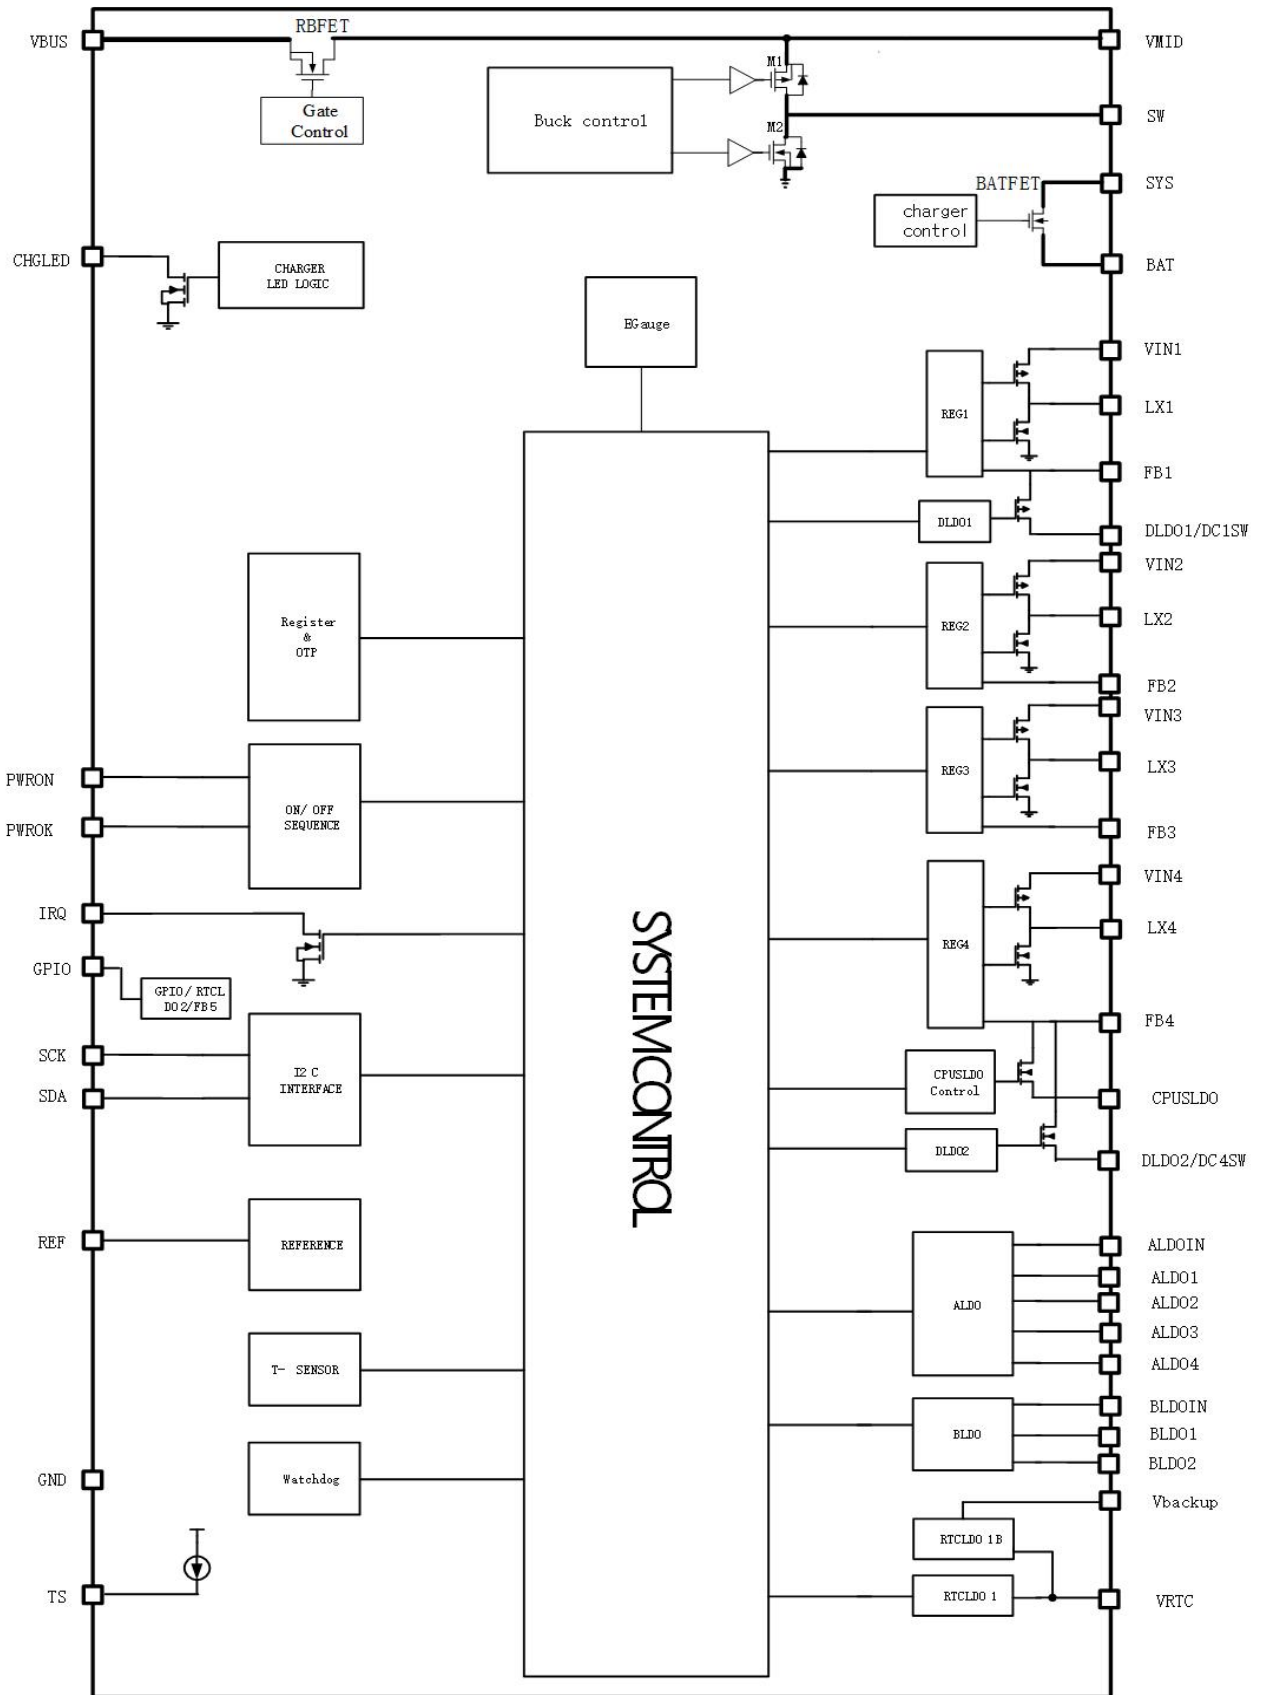 VBUS
RBFET
VMID
Gate
Control
Buck control
M1
M2
SW
BATFET
SYS
charger
control
BAT
CHGLED
CHARGER
LED LOGIC
EGauge
VIN1
REG1
LX1
FB1
DLDO1
DLDO1/DC1SW
VIN2
REG2
LX2
FB2
Register
&
OTP
VIN3
REG3
LX3
FB3
PWRON
PWROK
ON/ OFF
SEQUENCE
VIN4
REG4
LX4
FB4
IRQ
GPIO
GPIO/ RTCL
DO2/FB5
SYSTEMCONTROL
SCK
SDA
I2 C
INTERFACE
CPUSLDO
Control
CPUSLDO
DLDO2
DLDO2/DC4SW
REF
REFERENCE
ALDO
ALDOIN
ALDO1
ALDO2
ALDO3
ALDO4
T- SENSOR
BLDO
BLDOIN
BLDO1
BLDO2
GND
Watchdog
Vbackup
RTCLDO 1B
TS
RTCLDO 1
VRTC